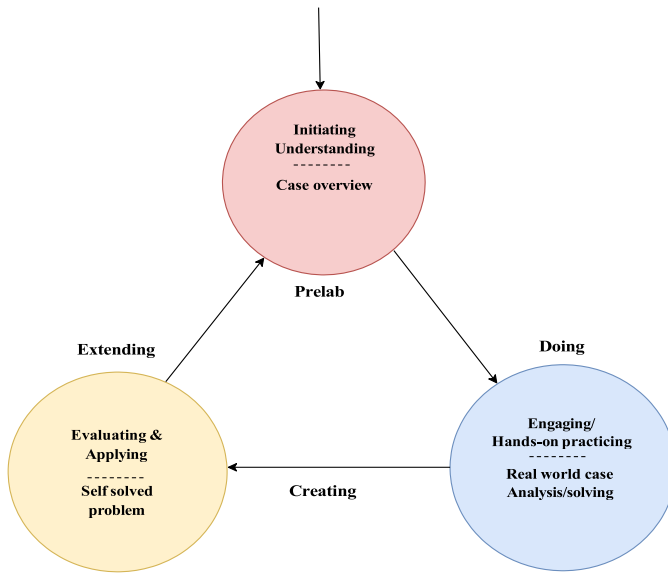 Initiating
Understanding
Case overview
Prelab
Extending
Doing
Evaluating &
Applying
Self solved
problem
Engaging/
Hands-on practicing
Real world case
Analysis/solving
Creating